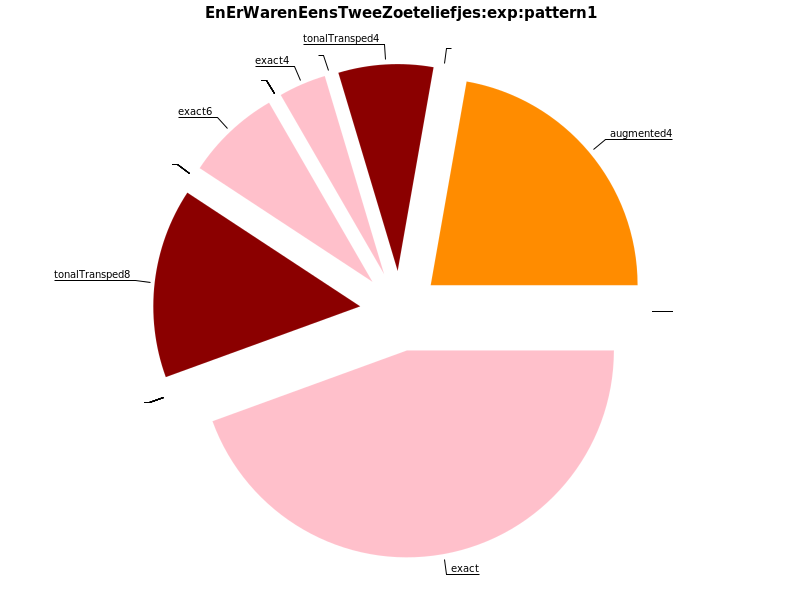 EnErWarenEensTweeZoeteliefjes:exp:pattern1
tonalTransped4
exact4
exact6
augmented4
tonalTransped8
exact